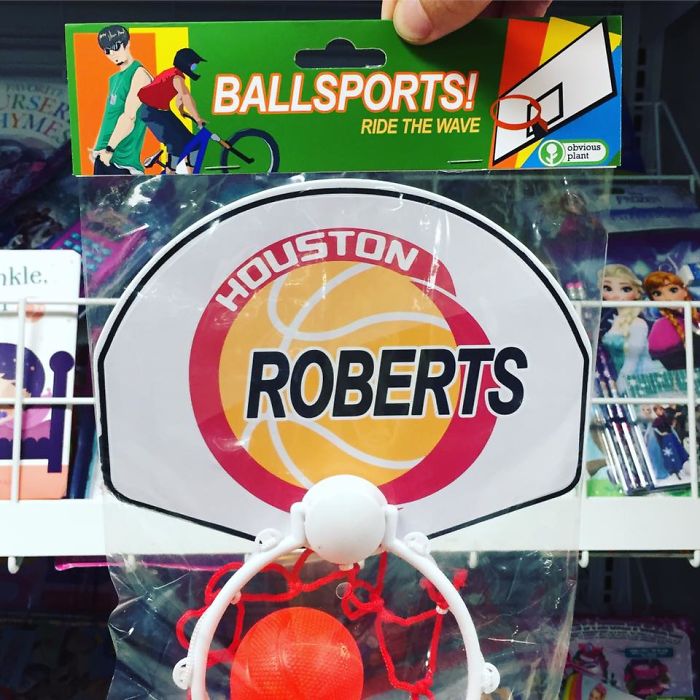 BALLSPORTS!
RIDE THE WAVE
obvious
plant
HOUSTON
ROBERTS
nkle,